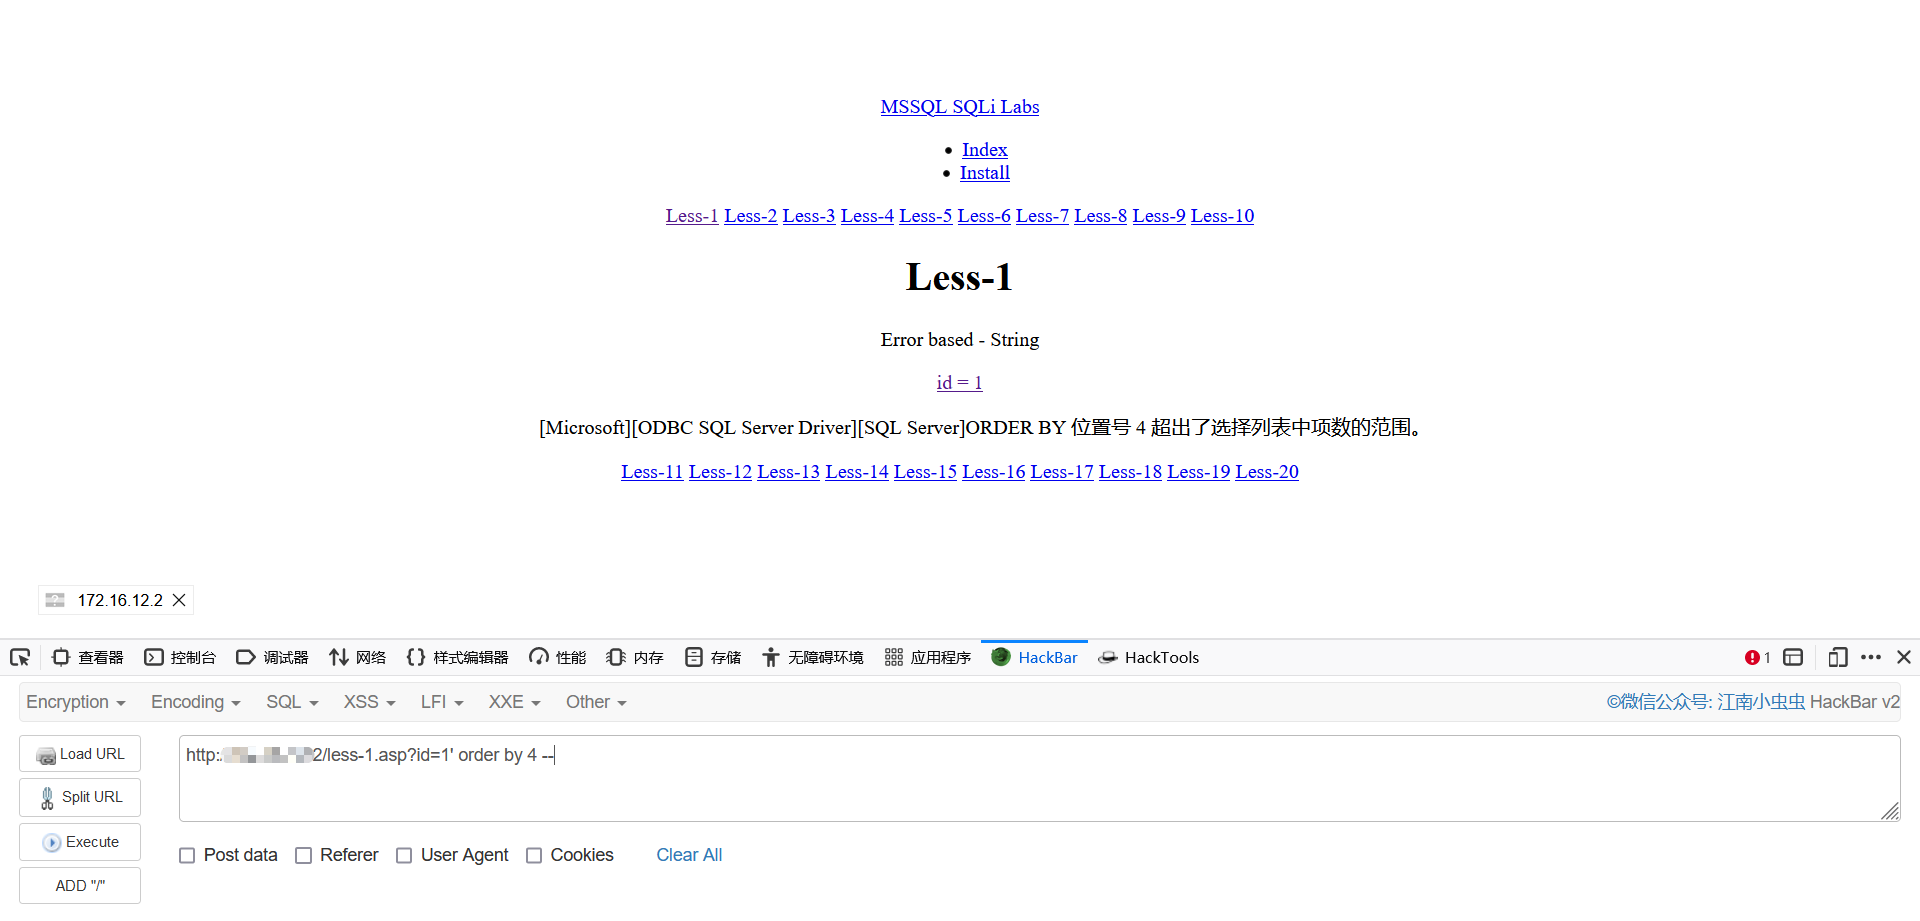 MSSQL SQLi Labs
Index
Install
Less-1 Less-2 Less-3 Less-4 Less-5 Less-6 Less-7 Less-8 Less-9 Less-10
Less-1
Error based - String
id = 1
[Microsoft][ODBC SQL Server Driver][SQL Server]ORDER BY 位置号 4 超出了选择列表中项数的范围。
Less-11 Less-12 Less-13 Less-14 Less-15 Less-16 Less-17 Less-18 Less-19 Less-20
172.16.12.2
查看器 控制台 调试器 网络 样式编辑器 性能 内存 存储 无障碍环境 应用程序 HackBar HackTools 1
Encryption Encoding SQL XSS LFI XXE Other ©微信公众号: 江南小虫虫 HackBar v2
Load URL
http:/ 2/less-1.asp?id=1' order by 4 --
Split URL
Execute
Post data Referer User Agent Cookies Clear All
ADD "/"